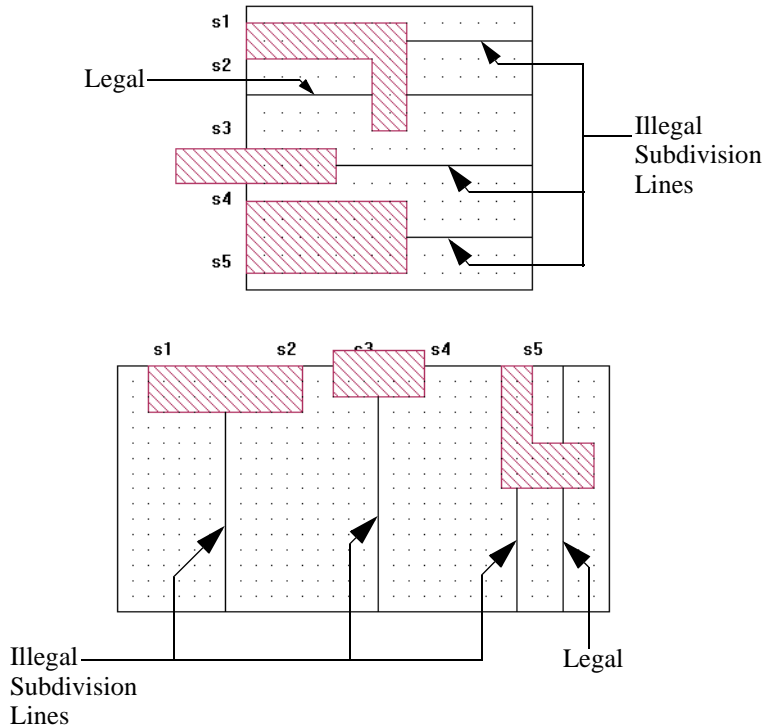 s1
s2
Legal
s3
Illegal
Subdivision
Lines
s4
s5
s1 s2 s3 s4 s5
Illegal
Subdivision
Lines
Legal